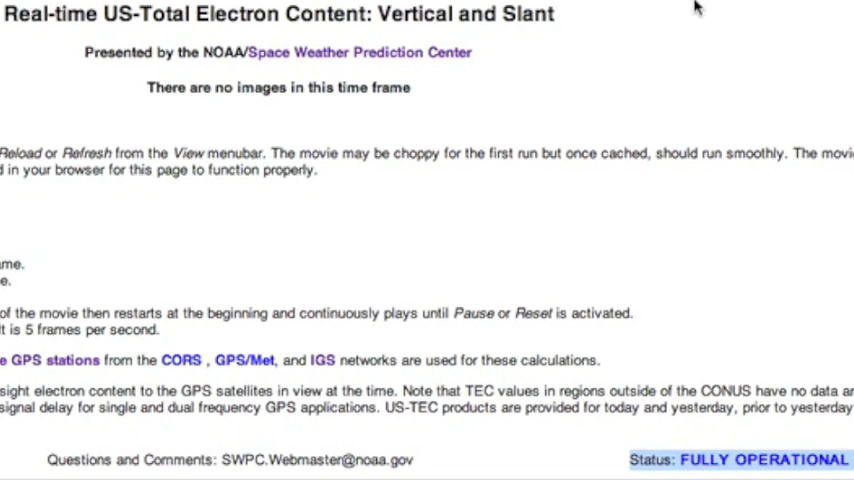 Real-time US-Total Electron Content: Vertical and Slant
Presented by the NOAA/Space Weather Prediction Center
There are no images in this time frame
Reload or Refresh from the View menubar. The movie may be choppy for the first run but once cached, should run smoothly. The movi
in your browser for this page to function properly.
ame.
e.
of the movie then restarts at the beginning and continuously plays until Pause or Reset is activated.
It is 5 frames per second.
e GPS stations from the CORS , GPS/Met, and IGS networks are used for these calculations.
sight electron content to the GPS satellites in view at the time. Note that TEC values in regions outside of the CONUS have no data an
signal delay for single and dual frequency GPS applications. US-TEC products are provided for today and yesterday, prior to yesterday
Questions and Comments: SWPC.Webmaster@noaa.gov
Status: FULLY OPERATIONAL